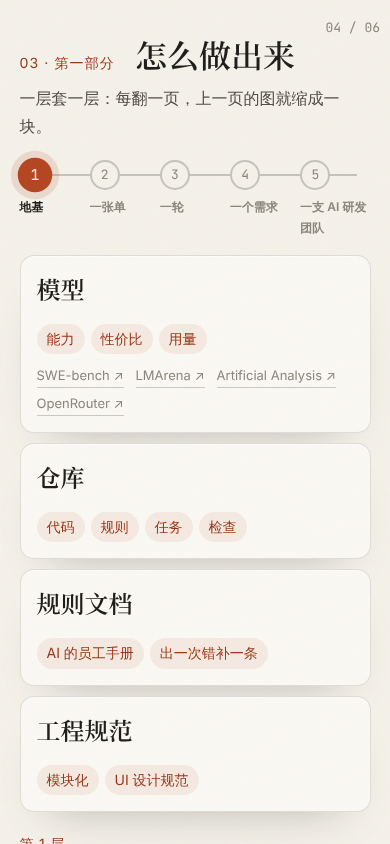 04 / 06
03 · 第一部分 怎么做出来
一层套一层：每翻一页，上一页的图就缩成一
块。
1 2 3 4 5
地基 一张单 一轮 一个需求 一支 AI 研发
团队
模型
能力 性价比 用量
SWE-bench ↗ LMArena ↗ Artificial Analysis ↗
OpenRouter ↗
仓库
代码 规则 任务 检查
规则文档
AI 的员工手册 出一次错补一条
工程规范
模块化 UI 设计规范
第 1 层